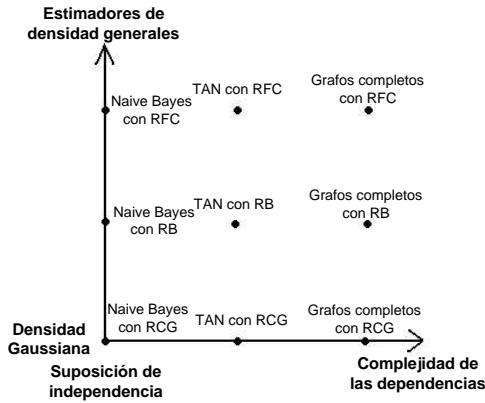 Estimadores de
densidad generales
Naive Bayes
con RFC
TAN con RFC
Grafos completos
con RFC
Naive Bayes
con RB
TAN con RB
Grafos completos
con RB
Naive Bayes
con RCG
TAN con RCG
Grafos completos
con RCG
Densidad
Gaussiana
Suposición de
independencia
Complejidad de
las dependencias